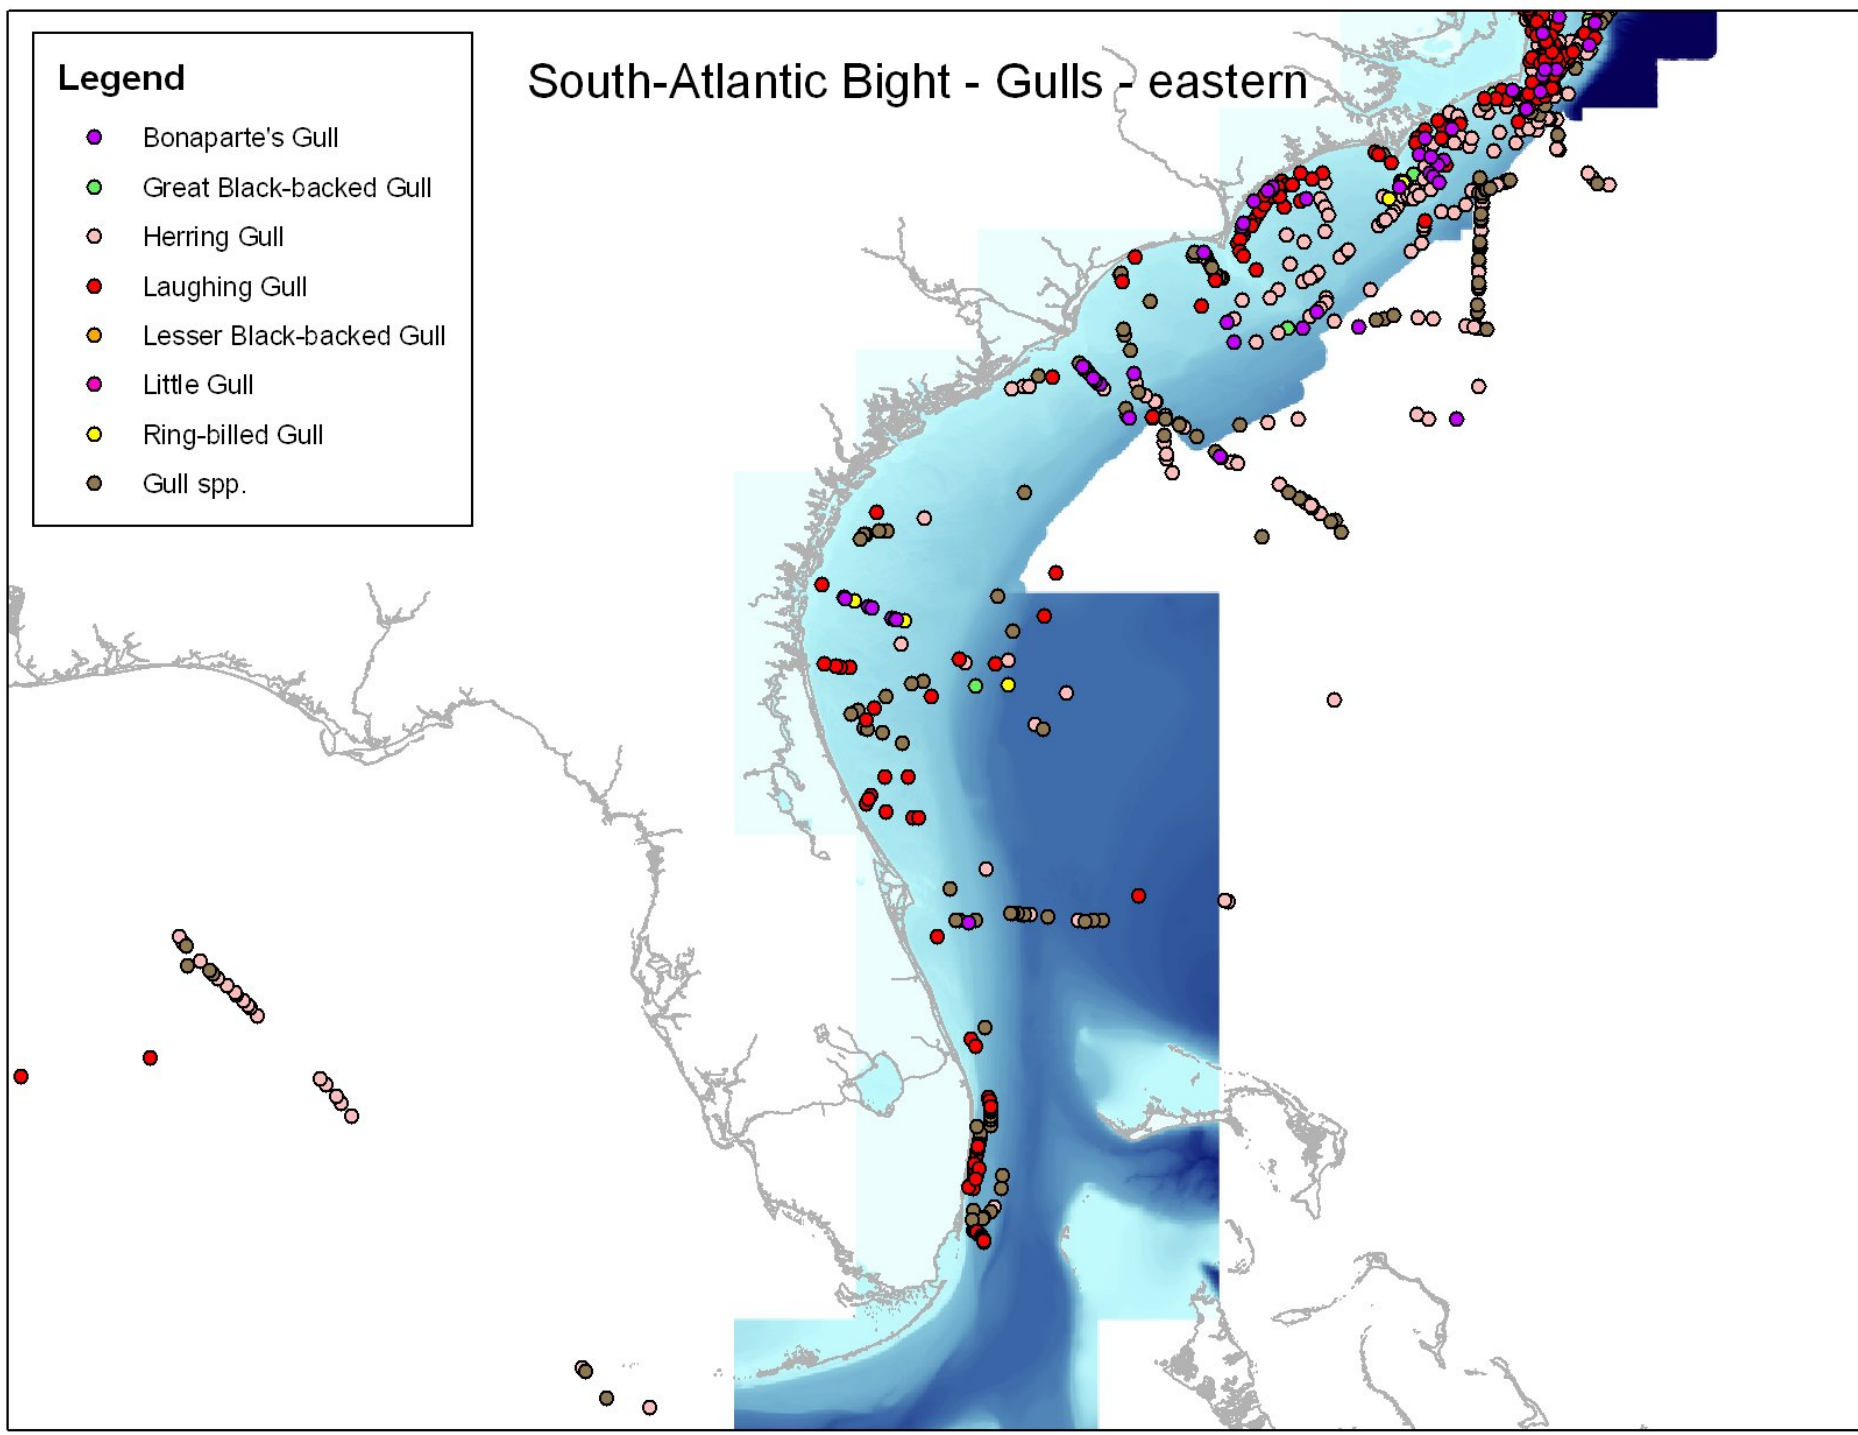 South-Atlantic Bight - Gulls - eastern
Legend
Bonaparte's Gull
Great Black-backed Gull
Herring Gull
Laughing Gull
Lesser Black-backed Gull
Little Gull
Ring-billed Gull
Gull spp.